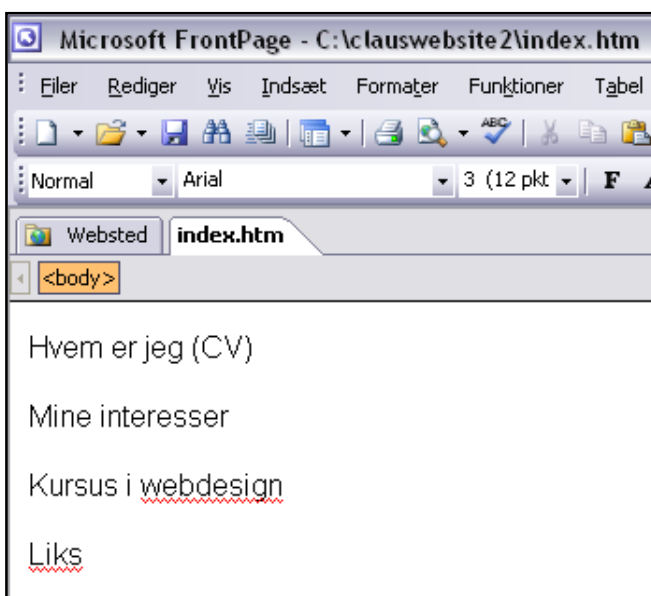 Microsoft FrontPage - C:\clauswebsite2\index.htm
Filer Rediger Vis Indsæt Formater Funktioner Tabel
ABC
Normal Arial 3 (12 pkt F
Websted index.htm
<body>
Hvem er jeg (CV)
Mine interesser
Kursus i webdesign
Liks